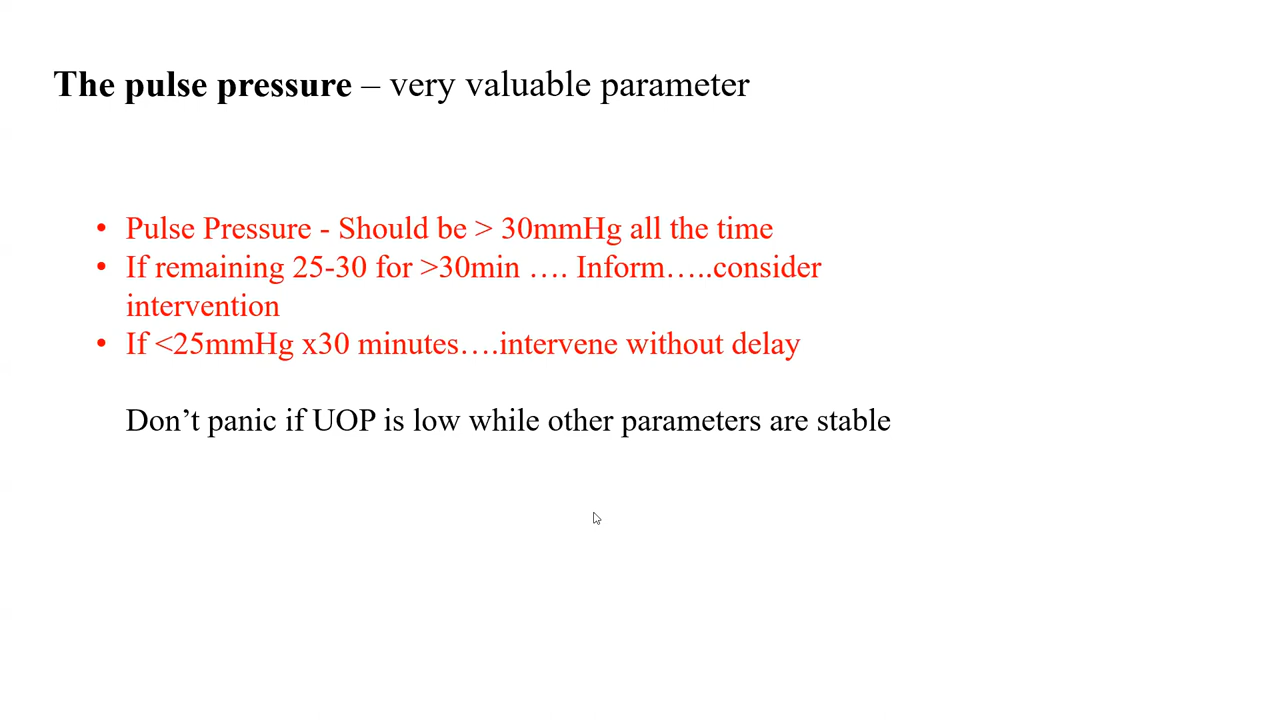 The pulse pressure – very valuable parameter
• Pulse Pressure - Should be > 30mmHg all the time
• If remaining 25-30 for >30min …. Inform…..consider
intervention
• If <25mmHg x30 minutes….intervene without delay
Don’t panic if UOP is low while other parameters are stable